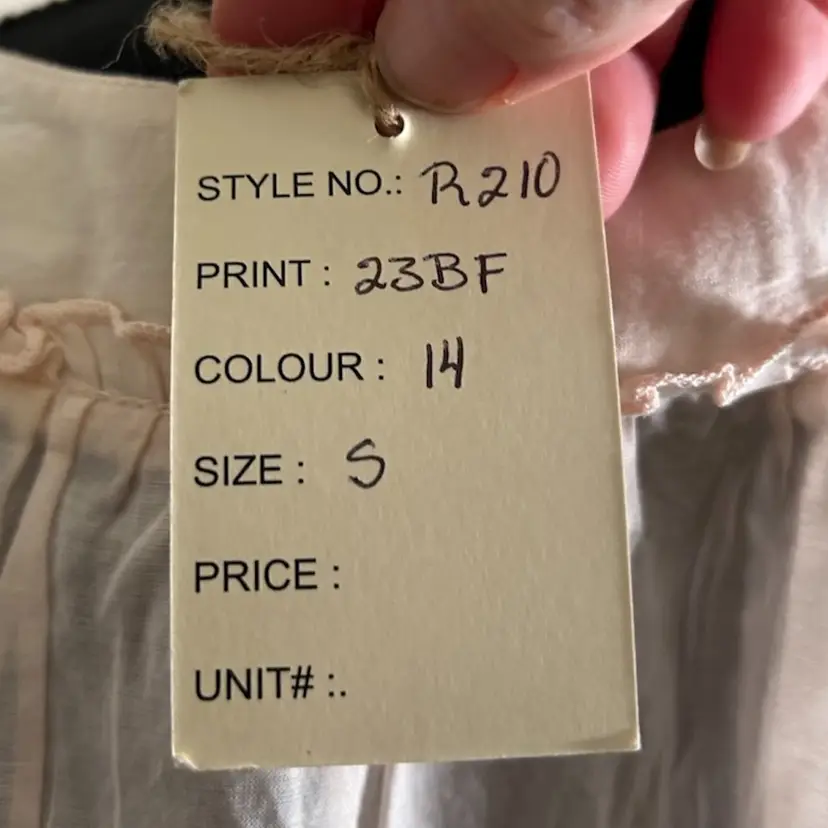 STYLE NO.: R210
PRINT : 23BF
COLOUR : 14
SIZE : S
PRICE :
UNIT# :.